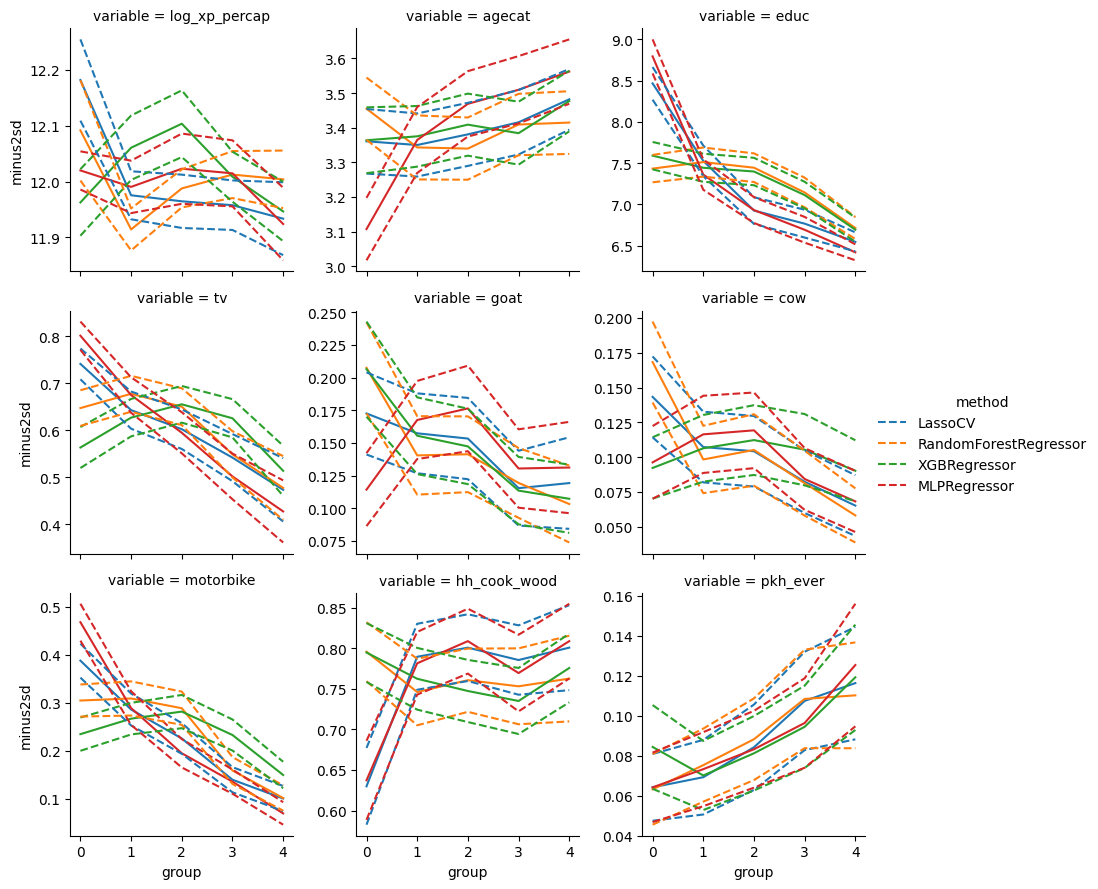 variable = log_xp_percap
variable = agecat
variable = educ
minus2sd
12.2
12.1
12.0
11.9
3.6
3.5
3.4
3.3
3.2
3.1
3.0
9.0
8.5
8.0
7.5
7.0
6.5
variable = tv
variable = goat
variable = cow
minus2sd
0.8
0.7
0.6
0.5
0.4
0.250
0.225
0.200
0.175
0.150
0.125
0.100
0.075
0.200
0.175
0.150
0.125
0.100
0.075
0.050
method
LassoCV
RandomForestRegressor
XGBRegressor
MLPRegressor
variable = motorbike
variable = hh_cook_wood
variable = pkh_ever
minus2sd
0.5
0.4
0.3
0.2
0.1
0.85
0.80
0.75
0.70
0.65
0.60
0.16
0.14
0.12
0.10
0.08
0.06
0.04
0 1 2 3 4
0 1 2 3 4
0 1 2 3 4
group
group
group